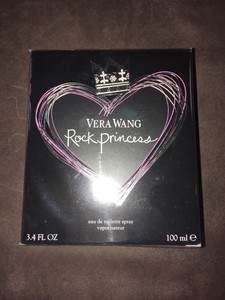 VERA WANG
Rock Princess
eau de toilette spray
vaporisateur
3.4 FL OZ 100 ml ℮